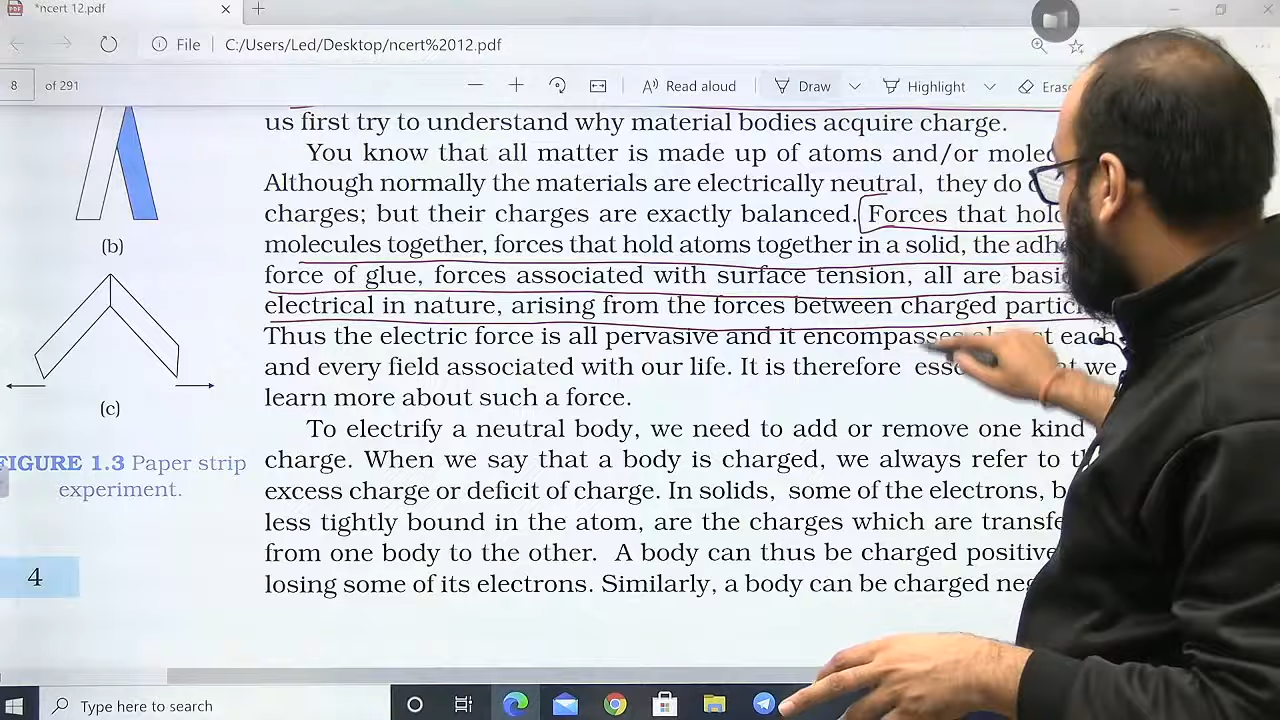 *ncert 12.pdf
File C:/Users/Led/Desktop/ncert%2012.pdf
8 of 291
Read aloud Draw Highlight
us first try to understand why material bodies acquire charge.
You know that all matter is made up of atoms and/or
Although normally the materials are electrically neutral, they do
charges; but their charges are exactly balanced. Forces that hold
molecules together, forces that hold atoms together in a solid, the
force of glue, forces associated with surface tension, all are
electrical in nature, arising from the forces between charged
Thus the electric force is all pervasive and it encompasses each
and every field associated with our life. It is therefore we
learn more about such a force.
To electrify a neutral body, we need to add or remove one kind
charge. When we say that a body is charged, we always refer to
excess charge or deficit of charge. In solids, some of the electrons,
less tightly bound in the atom, are the charges which are
from one body to the other. A body can thus be charged
losing some of its electrons. Similarly, a body can be charged
(b)
(c)
FIGURE 1.3 Paper strip
experiment.
4
Type here to search